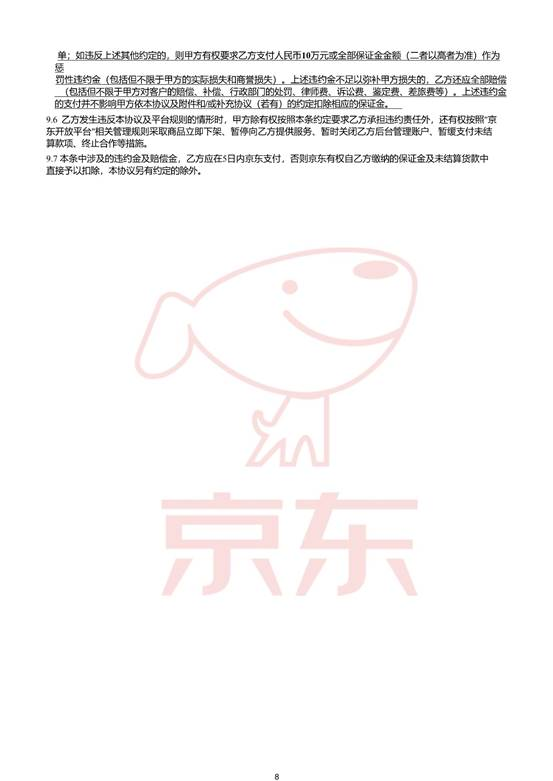 单；如违反上述其他约定的，则甲方有权要求乙方支付人民币10万元或全部保证金金额（二者以高者为准）作为
惩
罚性违约金（包括但不限于甲方的实际损失和商誉损失）。上述违约金不足以弥补甲方损失的，乙方还应全部赔偿
（包括但不限于甲方对客户的赔偿、补偿、行政部门的处罚、律师费、诉讼费、鉴定费、差旅费等）。上述违约金
的支付并不影响甲方依本协议及附件和/或补充协议（若有）的约定扣除相应的保证金。
9.6 乙方发生违反本协议及平台规则的情形时，甲方除有权按照本条约定要求乙方承担违约责任外，还有权按照“京
东开放平台”相关管理规则采取商品立即下架、暂停向乙方提供服务、暂时关闭乙方后台管理账户、暂缓支付未结
算款项、终止合作等措施。
9.7 本条中涉及的违约金及赔偿金，乙方应在5日内京东支付，否则京东有权自乙方缴纳的保证金及未结算货款中
直接予以扣除，本协议另有约定的除外。
京东
8